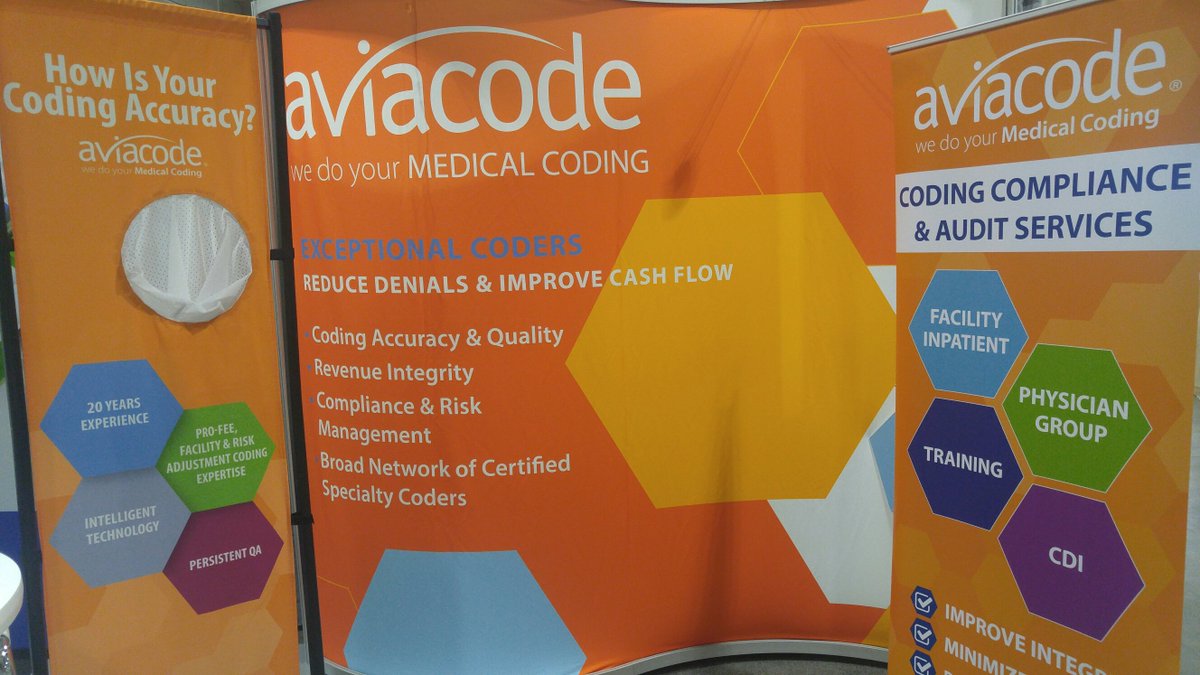 How Is Your
Coding Accuracy?
aviacode
we do your Medical Coding
20 YEARS
EXPERIENCE
PRO-FEE,
FACILITY & RISK
ADJUSTMENT CODING
EXPERTISE
INTELLIGENT
TECHNOLOGY
PERSISTENT QA
aviacode
we do your MEDICAL CODING
EXCEPTIONAL CODERS
REDUCE DENIALS & IMPROVE CASH FLOW
• Coding Accuracy & Quality
• Revenue Integrity
• Compliance & Risk
Management
• Broad Network of Certified
Specialty Coders
aviacode®
we do your Medical Coding
CODING COMPLIANCE
& AUDIT SERVICES
FACILITY
INPATIENT
PHYSICIAN
GROUP
TRAINING
CDI
IMPROVE INTEGR
MINIMIZE